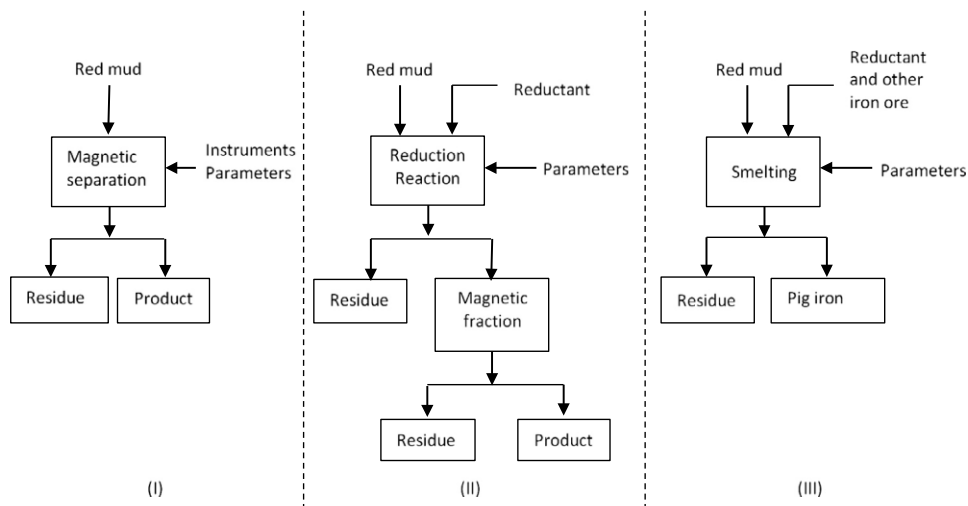 Red mud
Magnetic
separation
Instruments
Parameters
Residue
Product
(I)
Red mud
Reductant
Reduction
Reaction
Parameters
Residue
Magnetic
fraction
Residue
Product
(II)
Red mud
Reductant
and other
iron ore
Smelting
Parameters
Residue
Pig iron
(III)